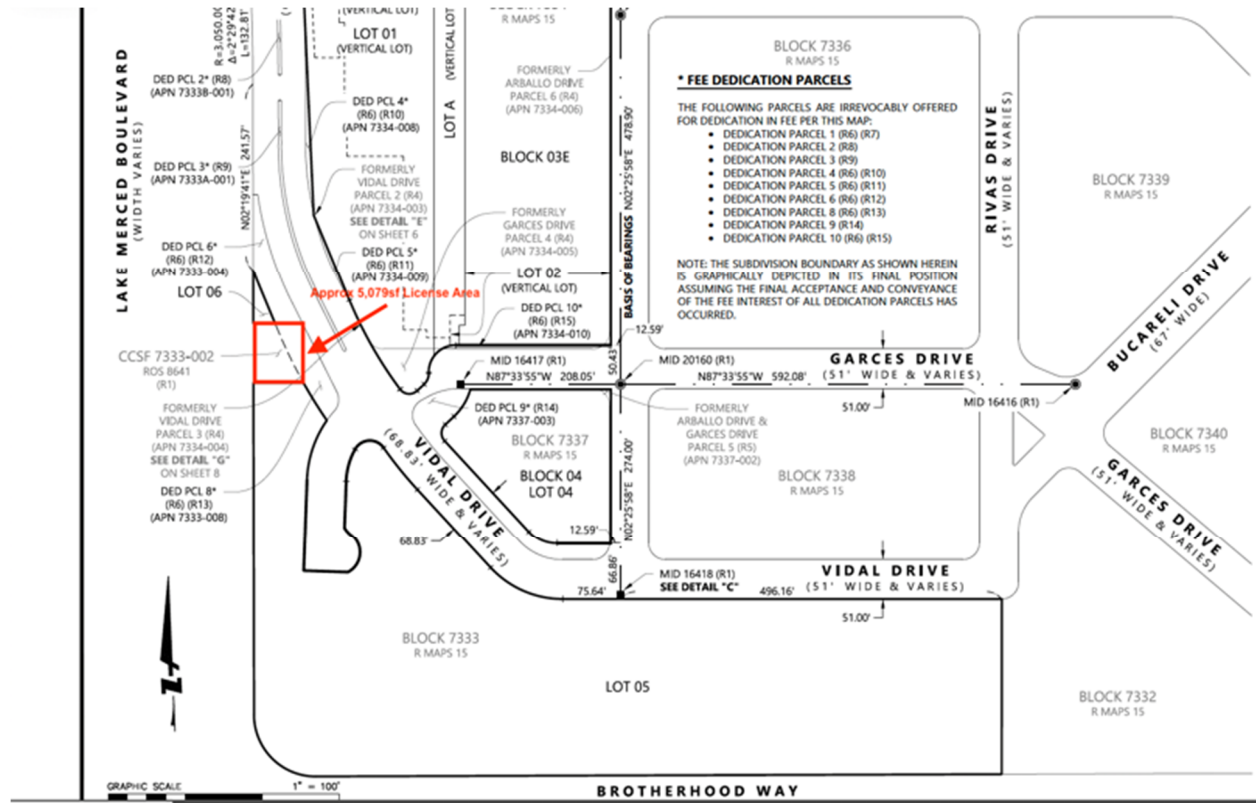 R=3,050.00
Δ=2°29'42
L=132.81'
(VERTICAL LOT)
LOT 01
(VERTICAL LOT)
LOT A (VERTICAL LOT
R MAPS 15
LAKE MERCED BOULEVARD
(WIDTH VARIES)
DED PCL 2* (R8)
(APN 7333B-001)
DED PCL 4*
(R6) (R10)
(APN 7334-008)
FORMERLY
ARBALLO DRIVE
PARCEL 6 (R4)
(APN 7334-006)
BLOCK 03E
N02°19'41"E 241.57'
DED PCL 3* (R9)
(APN 7333A-001)
FORMERLY
VIDAL DRIVE
PARCEL 2 (R4)
(APN 7334-003)
SEE DETAIL "E"
ON SHEET 6
FORMERLY
GARCES DRIVE
PARCEL 4 (R4)
(APN 7334-005)
DED PCL 6*
(R6) (R12)
(APN 7333-004)
DED PCL 5*
(R6) (R11)
(APN 7334-009)
LOT 02
(VERTICAL LOT)
LOT 06
Approx 5,079sf License Area
DED PCL 10*
(R6) (R15)
(APN 7334-010)
CCSF 7333-002
ROS 8641
(R1)
FORMERLY
VIDAL DRIVE
PARCEL 3 (R4)
(APN 7334-004)
SEE DETAIL "G"
ON SHEET 8
DED PCL 8*
(R6) (R13)
(APN 7333-008)
BASIS OF BEARINGS N02°25'58"E 478.90'
BLOCK 7336
R MAPS 15
* FEE DEDICATION PARCELS
THE FOLLOWING PARCELS ARE IRREVOCABLY OFFERED
FOR DEDICATION IN FEE PER THIS MAP:
• DEDICATION PARCEL 1 (R6) (R7)
• DEDICATION PARCEL 2 (R8)
• DEDICATION PARCEL 3 (R9)
• DEDICATION PARCEL 4 (R6) (R10)
• DEDICATION PARCEL 5 (R6) (R11)
• DEDICATION PARCEL 6 (R6) (R12)
• DEDICATION PARCEL 8 (R6) (R13)
• DEDICATION PARCEL 9 (R14)
• DEDICATION PARCEL 10 (R6) (R15)
NOTE: THE SUBDIVISION BOUNDARY AS SHOWN HEREIN
IS GRAPHICALLY DEPICTED IN ITS FINAL POSITION
ASSUMING THE FINAL ACCEPTANCE AND CONVEYANCE
OF THE FEE INTEREST OF ALL DEDICATION PARCELS HAS
OCCURRED.
RIVAS DRIVE
(51' WIDE & VARIES)
BLOCK 7339
R MAPS 15
BUCARELI DRIVE
(67' WIDE)
12.59'
50.43'
MID 16417 (R1)
N87°33'55"W 208.05'
MID 20160 (R1)
N87°33'55"W 592.08'
GARCES DRIVE
(51' WIDE & VARIES)
51.00'
MID 16416 (R1)
DED PCL 9* (R14)
(APN 7337-003)
BLOCK 7337
R MAPS 15
BLOCK 04
LOT 04
FORMERLY
ARBALLO DRIVE &
GARCES DRIVE
PARCEL 5 (R5)
(APN 7337-002)
N02°25'58"E 274.00'
BLOCK 7338
R MAPS 15
BLOCK 7340
R MAPS 15
GARCES DRIVE
(51' WIDE & VARIES)
VIDAL DRIVE
(68.83' WIDE & VARIES)
68.83'
12.59'
66.86'
75.64'
MID 16418 (R1)
SEE DETAIL "C"
496.16'
VIDAL DRIVE
(51' WIDE & VARIES)
51.00'
BLOCK 7333
R MAPS 15
LOT 05
BLOCK 7332
R MAPS 15
GRAPHIC SCALE 1" = 100'
BROTHERHOOD WAY